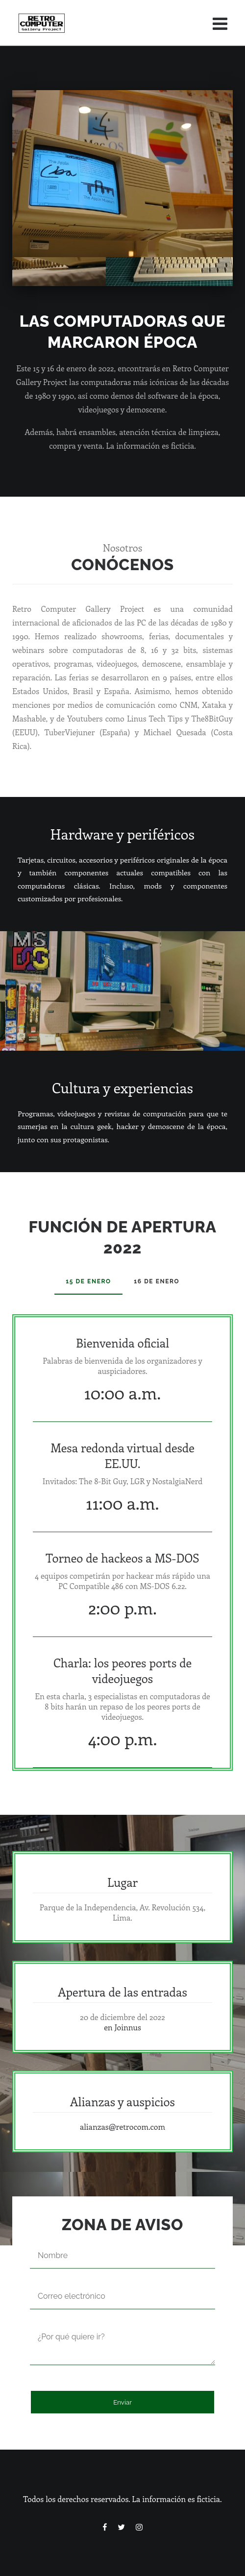 RETRO
COMPUTER
Gallery Project
Mac OS
LAS COMPUTADORAS QUE
MARCARON ÉPOCA
Este 15 y 16 de enero de 2022, encontrarás en Retro Computer
Gallery Project las computadoras más icónicas de las décadas
de 1980 y 1990, así como demos del software de la época,
videojuegos y demoscene.
Además, habrá ensambles, atención técnica de limpieza,
compra y venta. La información es ficticia.
Nosotros
CONÓCENOS
Retro Computer Gallery Project es una comunidad
internacional de aficionados de las PC de las décadas de 1980 y
1990. Hemos realizado showrooms, ferias, documentales y
webinars sobre computadoras de 8, 16 y 32 bits, sistemas
operativos, programas, videojuegos, demoscene, ensamblaje y
reparación. Las ferias se desarrollaron en 9 países, entre ellos
Estados Unidos, Brasil y España. Asimismo, hemos obtenido
menciones por medios de comunicación como CNM, Xataka y
Mashable, y de Youtubers como Linus Tech Tips y The8BitGuy
(EEUU), TuberViejuner (España) y Michael Quesada (Costa
Rica).
Hardware y periféricos
Tarjetas, circuitos, accesorios y periféricos originales de la época
y también componentes actuales compatibles con las
computadoras clásicas. Incluso, mods y componentes
customizados por profesionales.
MS
DOS
Cultura y experiencias
Programas, videojuegos y revistas de computación para que te
sumerjas en la cultura geek, hacker y demoscene de la época,
junto con sus protagonistas.
FUNCIÓN DE APERTURA
2022
15 DE ENERO 16 DE ENERO
Bienvenida oficial
Palabras de bienvenida de los organizadores y
auspiciadores.
10:00 a.m.
Mesa redonda virtual desde
EE.UU.
Invitados: The 8-Bit Guy, LGR y NostalgiaNerd
11:00 a.m.
Torneo de hackeos a MS-DOS
4 equipos competirán por hackear más rápido una
PC Compatible 486 con MS-DOS 6.22.
2:00 p.m.
Charla: los peores ports de
videojuegos
En esta charla, 3 especialistas en computadoras de
8 bits harán un repaso de los peores ports de
videojuegos.
4:00 p.m.
Lugar
Parque de la Independencia, Av. Revolución 534,
Lima.
Apertura de las entradas
20 de diciembre del 2022
en Joinnus
Alianzas y auspicios
alianzas@retrocom.com
ZONA DE AVISO
Nombre
Correo electrónico
¿Por qué quiere ir?
Enviar
Todos los derechos reservados. La información es ficticia.